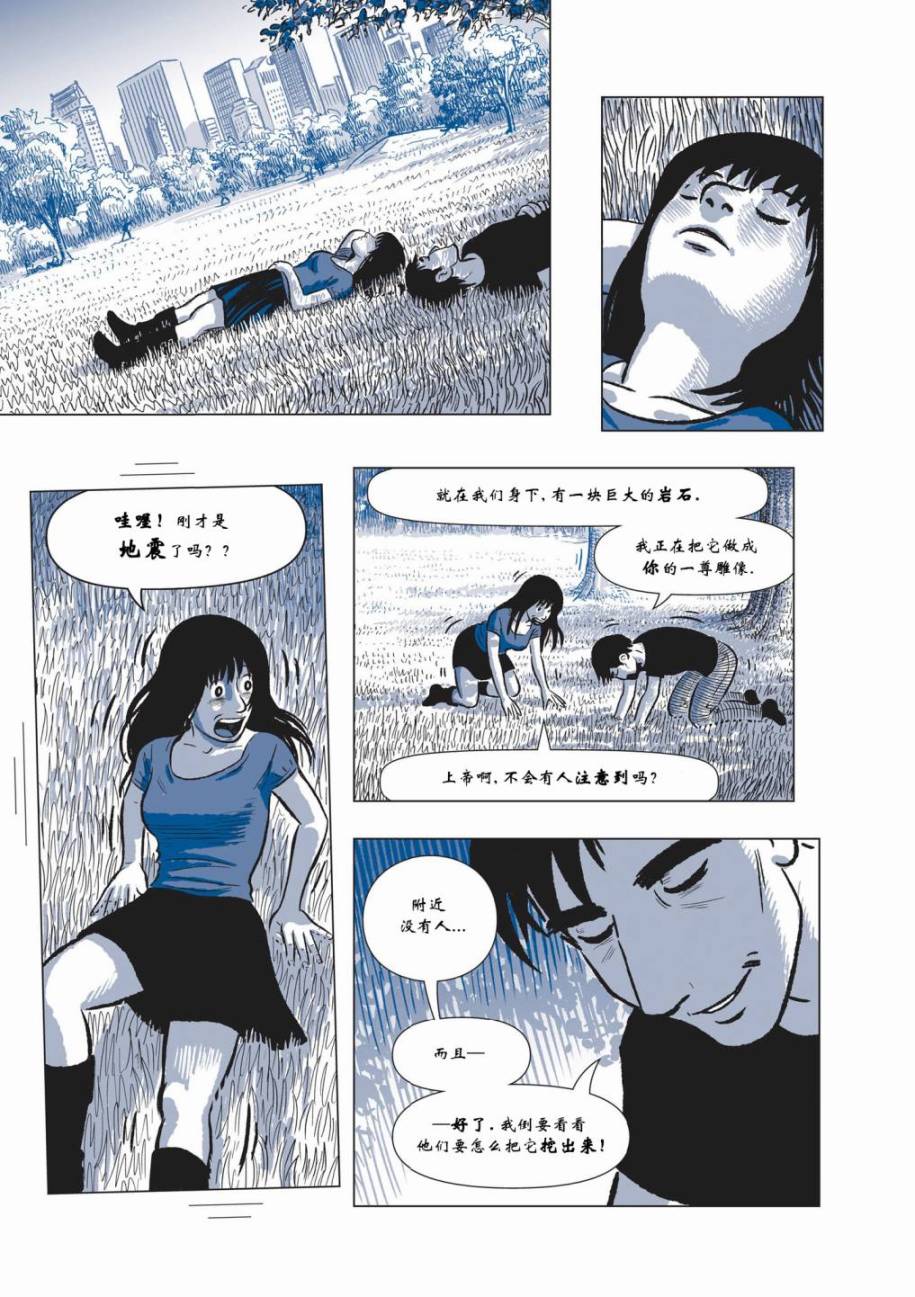 哇喔！刚才是
地震了吗？？
就在我们身下，有一块巨大的岩石．
我正在把它做成
你的一尊雕像．
上帝啊，不会有人注意到吗？
附近
没有人...
而且—
—好了．我倒要看看
他们要怎么把它挖出来！